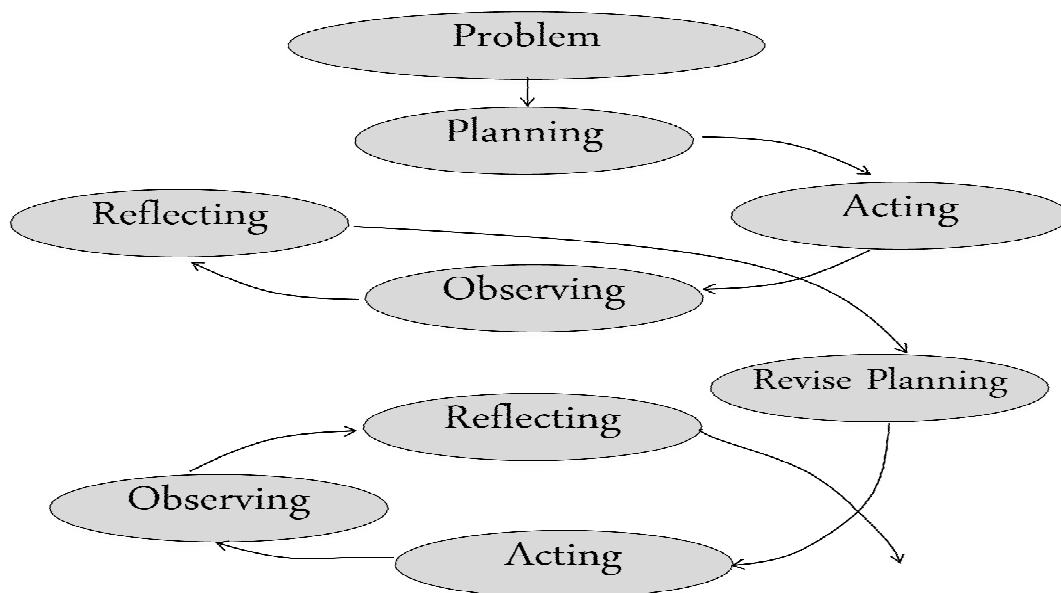 Problem
Planning
Acting
Reflecting
Observing
Revise Planning
Reflecting
Observing
Acting